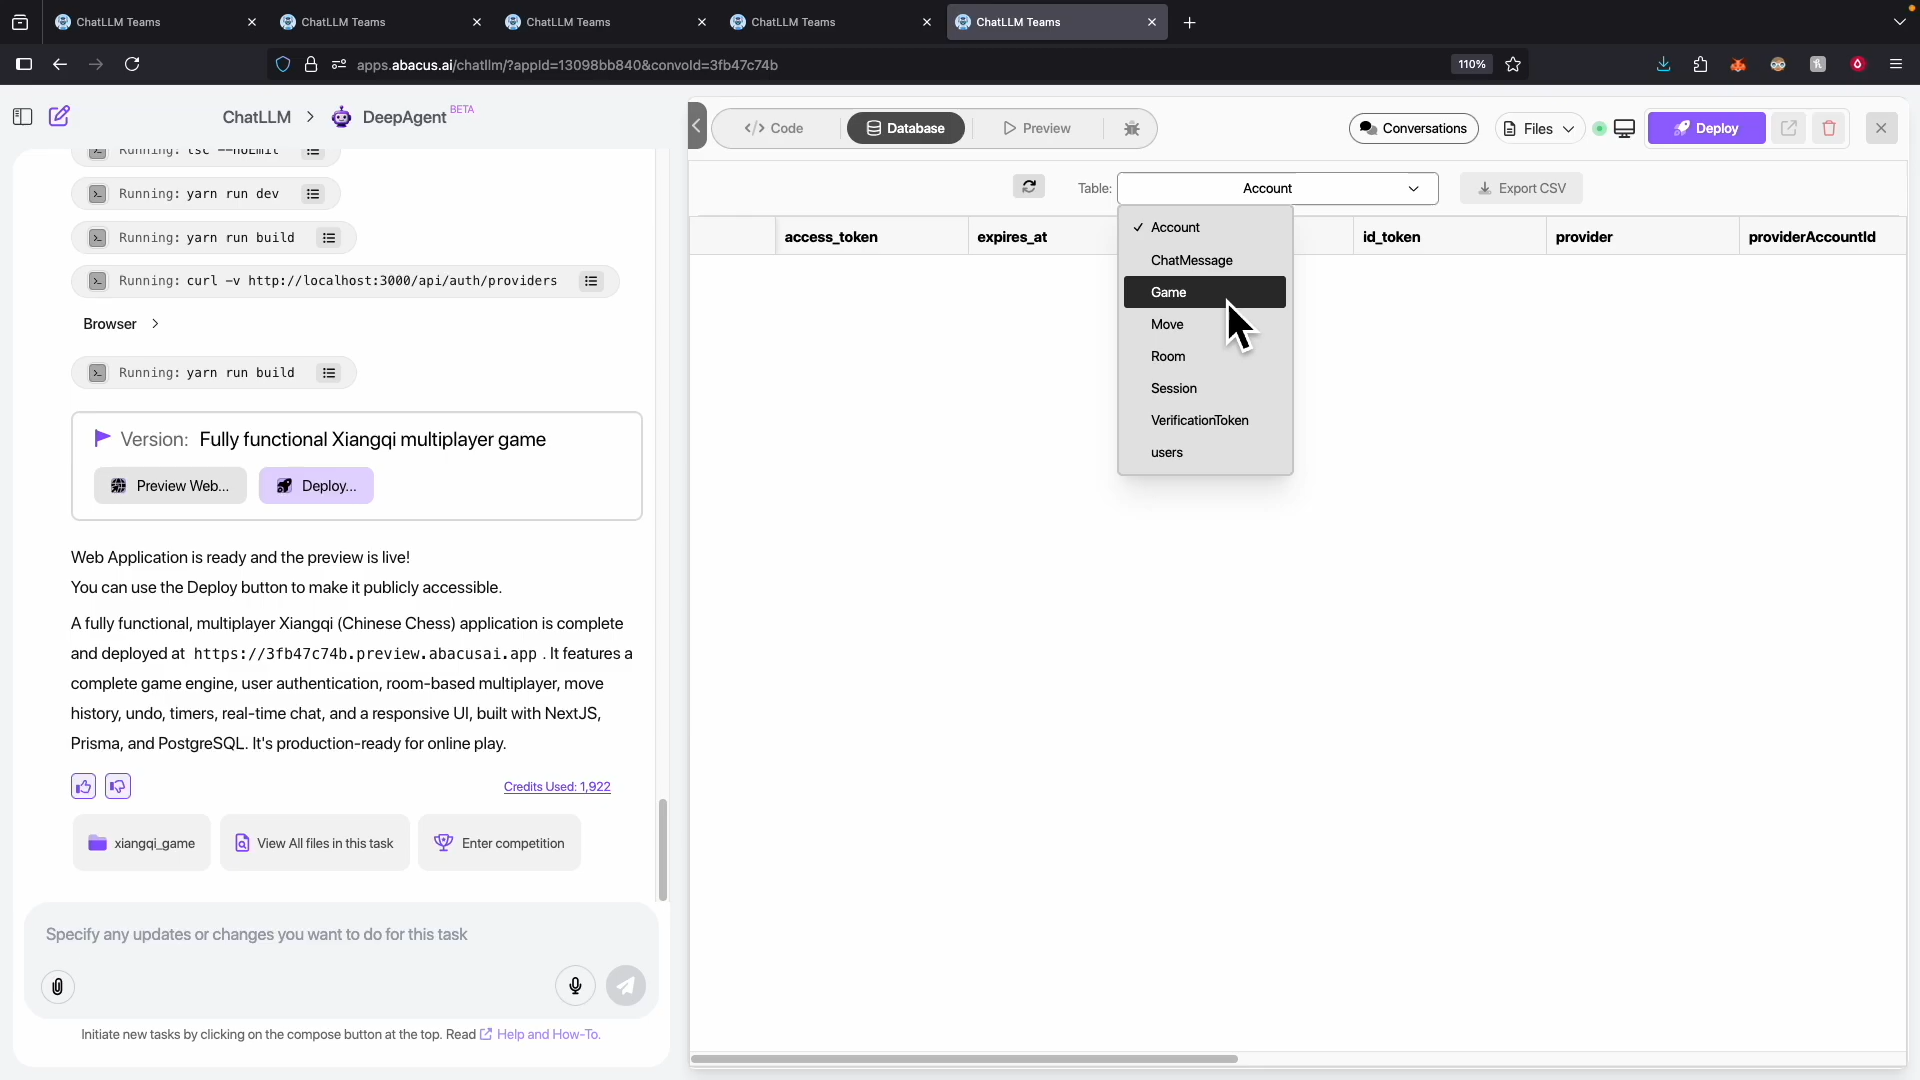 ChatLLM Teams
ChatLLM Teams
ChatLLM Teams
ChatLLM Teams
ChatLLM Teams
apps.abacus.ai/chatllm/?appId=13098bb840&convoId=3fb47c74b
110%
ChatLLM > DeepAgent BETA
Running: tsc --noEmit
Running: yarn run dev
Running: yarn run build
Running: curl -v http://localhost:3000/api/auth/providers
Browser >
Running: yarn run build
Version: Fully functional Xiangqi multiplayer game
Preview Web...
Deploy...
Web Application is ready and the preview is live!
You can use the Deploy button to make it publicly accessible.
A fully functional, multiplayer Xiangqi (Chinese Chess) application is complete
and deployed at https://3fb47c74b.preview.abacusai.app . It features a
complete game engine, user authentication, room-based multiplayer, move
history, undo, timers, real-time chat, and a responsive UI, built with NextJS,
Prisma, and PostgreSQL. It's production-ready for online play.
Credits Used: 1,922
xiangqi_game
View All files in this task
Enter competition
Specify any updates or changes you want to do for this task
Initiate new tasks by clicking on the compose button at the top. Read Help and How-To.
</> Code
Database
Preview
Conversations
Files
Deploy
Table:
Account
Export CSV
access_token
expires_at
id_token
provider
providerAccountId
✓ Account
ChatMessage
Game
Move
Room
Session
VerificationToken
users